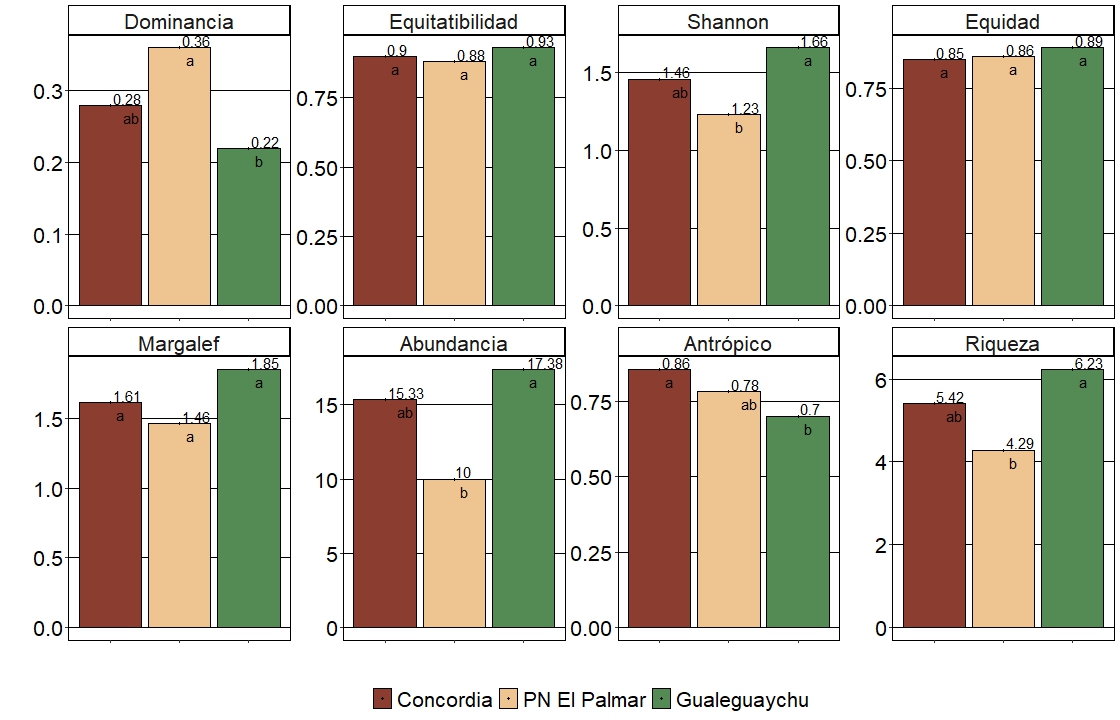 Dominancia
0.3
0.2
0.1
0.0
0.28
ab
0.36
a
0.22
b
Equitatibilidad
0.75
0.50
0.25
0.00
0.9
a
0.88
a
0.93
a
Shannon
1.5
1.0
0.5
0.0
1.46
ab
1.23
b
1.66
a
Equidad
0.75
0.50
0.25
0.00
0.85
a
0.86
a
0.89
a
Margalef
1.5
1.0
0.5
0.0
1.61
a
1.46
a
1.85
a
Abundancia
15
10
5
0
15.33
ab
10
b
17.38
a
Antrópico
0.75
0.50
0.25
0.00
0.86
a
0.78
ab
0.7
b
Riqueza
6
4
2
0
5.42
ab
4.29
b
6.23
a
Concordia PN El Palmar Gualeguaychu